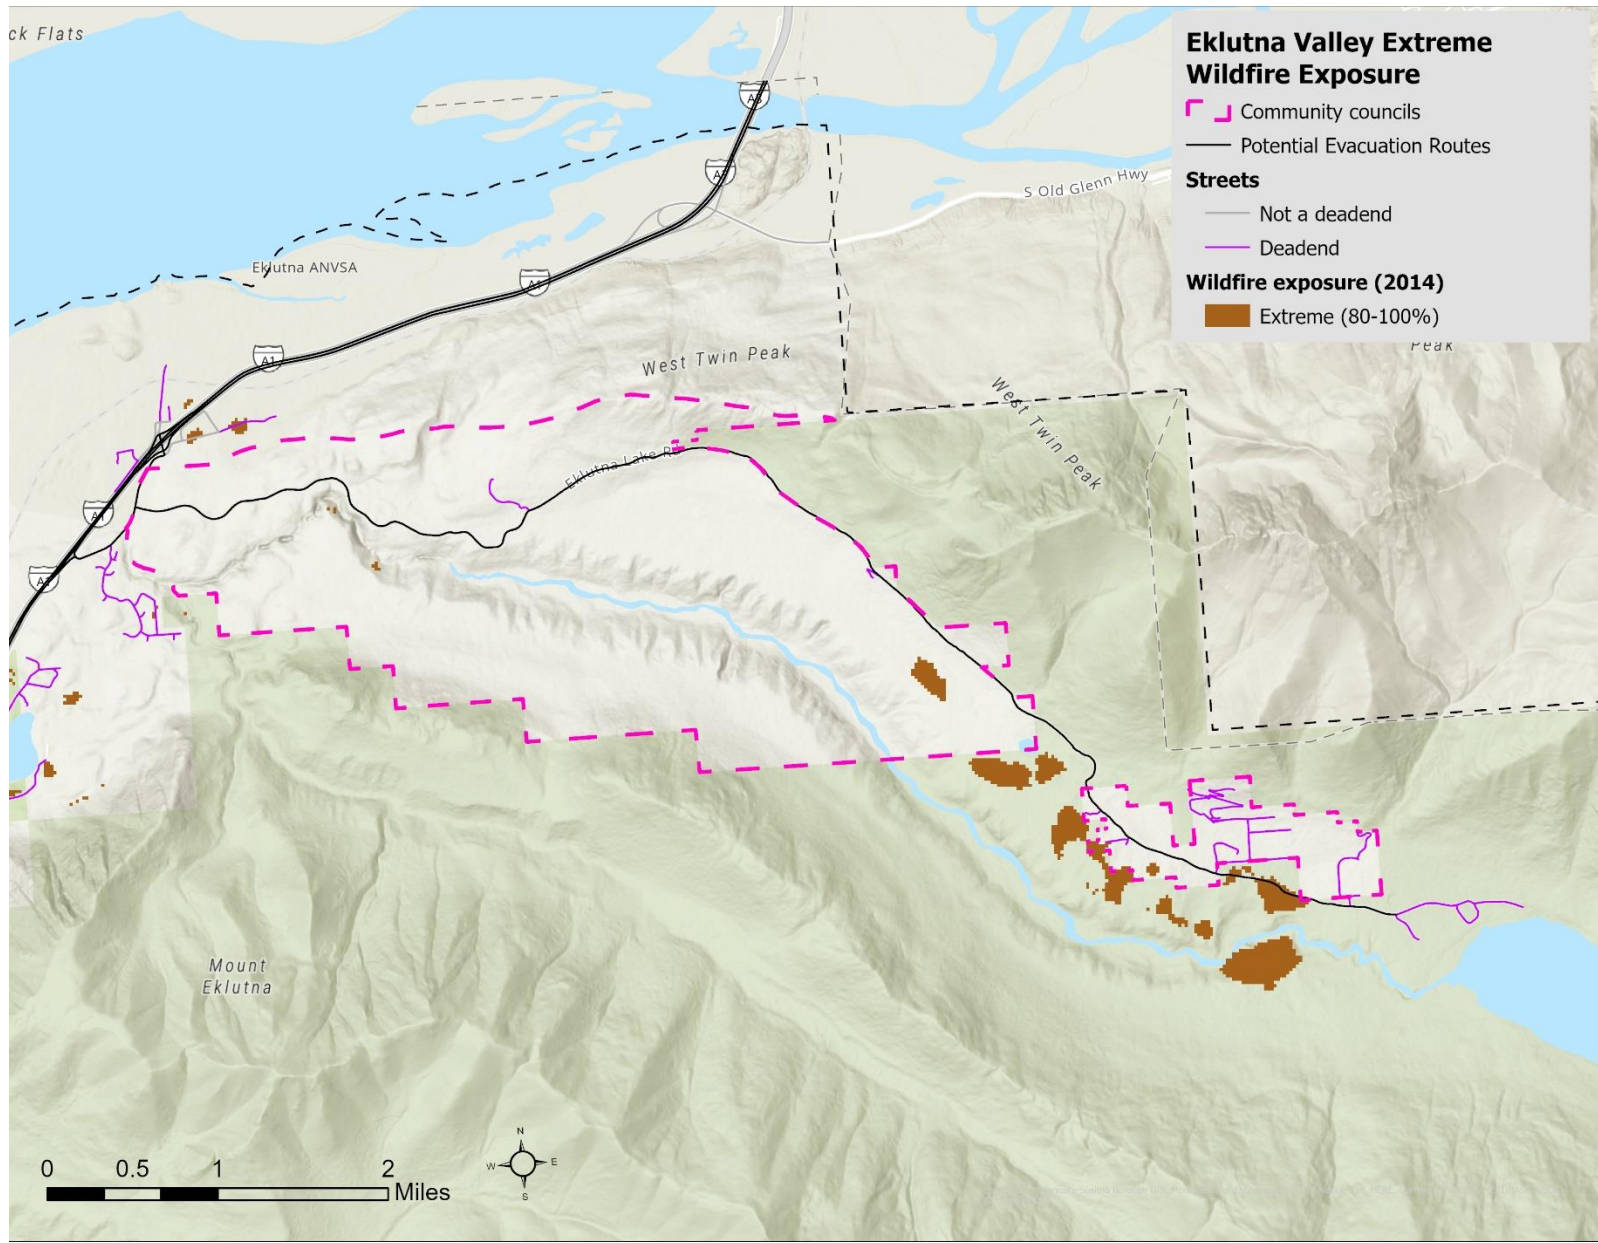 ck Flats
Eklutna Valley Extreme
Wildfire Exposure
Community councils
Potential Evacuation Routes
Streets
Not a deadend
Deadend
Wildfire exposure (2014)
Extreme (80-100%)
A3
A1
S Old Glenn Hwy
Eklutna ANVSA
A1
A1
West Twin Peak
Peak
West Twin Peak
Eklutna Lake Rd
A1
A1
Mount
Eklutna
N
W
E
S
0
0.5
1
2
Miles